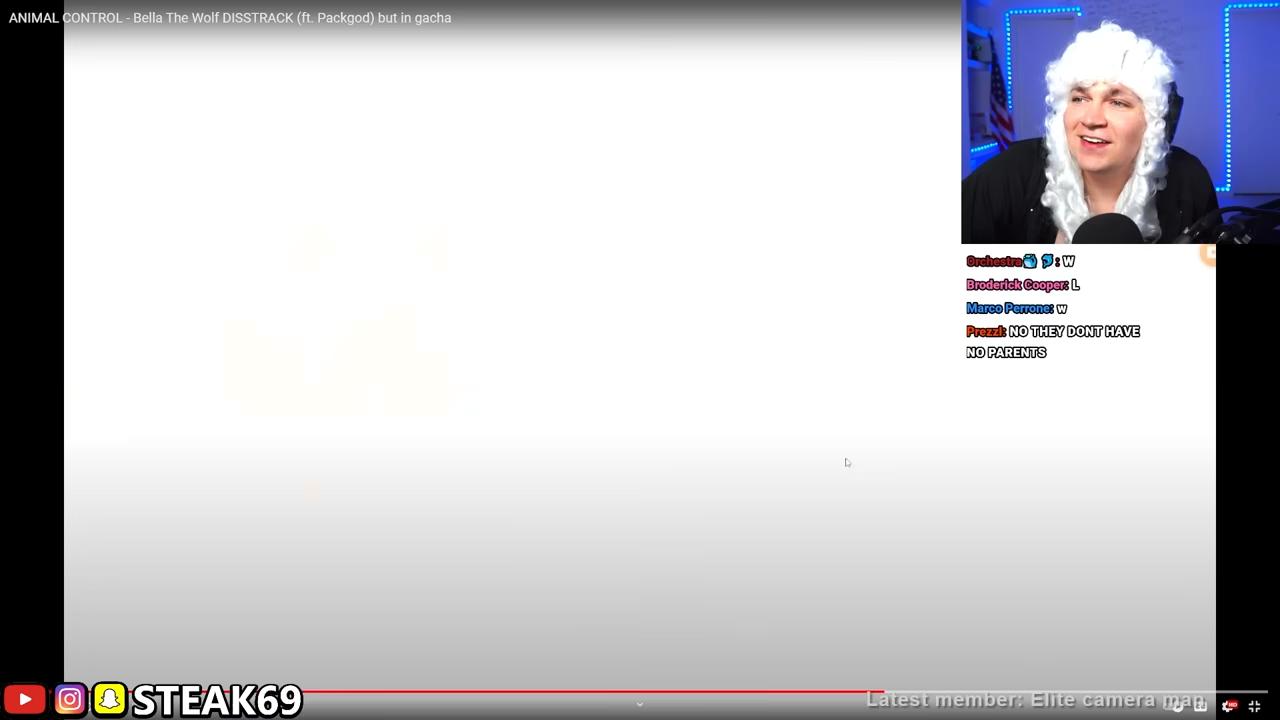 ANIMAL CONTROL - Bella The Wolf DISSTRACK (ft. Packgod) but in gacha
Orchestra: W
Broderick Cooper: L
Marco Perrone: w
Prezzi: NO THEY DONT HAVE
NO PARENTS
STEAK69
Latest member: Elite camera man
HD